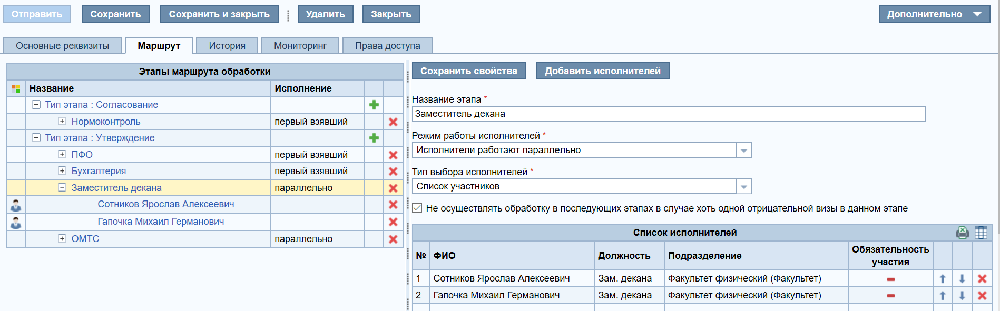 Отправить Сохранить Сохранить и закрыть Удалить Закрыть Дополнительно
Основные реквизиты Маршрут История Мониторинг Права доступа
Этапы маршрута обработки
Название Исполнение
Тип этапа : Согласование
Нормоконтроль первый взявший
Тип этапа : Утверждение
ПФО первый взявший
Бухгалтерия первый взявший
Заместитель декана параллельно
Сотников Ярослав Алексеевич
Гапочка Михаил Германович
ОМТС параллельно
Сохранить свойства Добавить исполнителей
Название этапа *
Заместитель декана
Режим работы исполнителей *
Исполнители работают параллельно
Тип выбора исполнителей *
Список участников
Не осуществлять обработку в последующих этапах в случае хоть одной отрицательной визы в данном этапе
Список исполнителей
№ ФИО Должность Подразделение Обязательность участия
1 Сотников Ярослав Алексеевич Зам. декана Факультет физический (Факультет)
2 Гапочка Михаил Германович Зам. декана Факультет физический (Факультет)